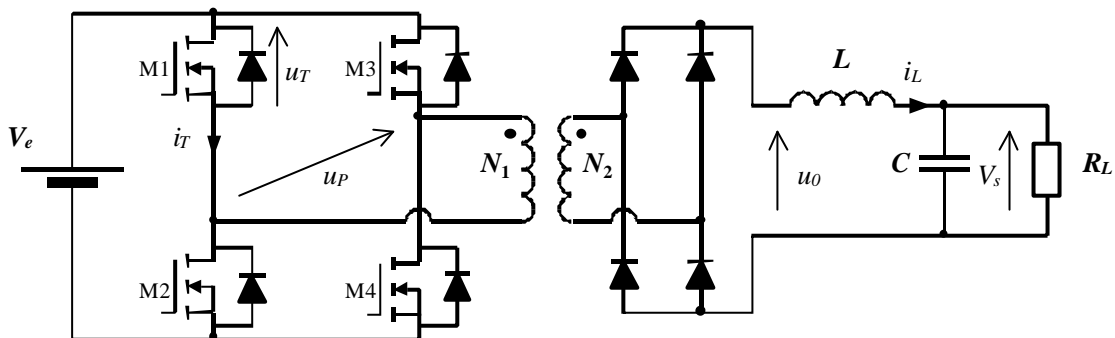 M1
u_T
M3
L
i_L
V_e
i_T
u_P
N_1
N_2
u_0
C
V_s
R_L
M2
M4